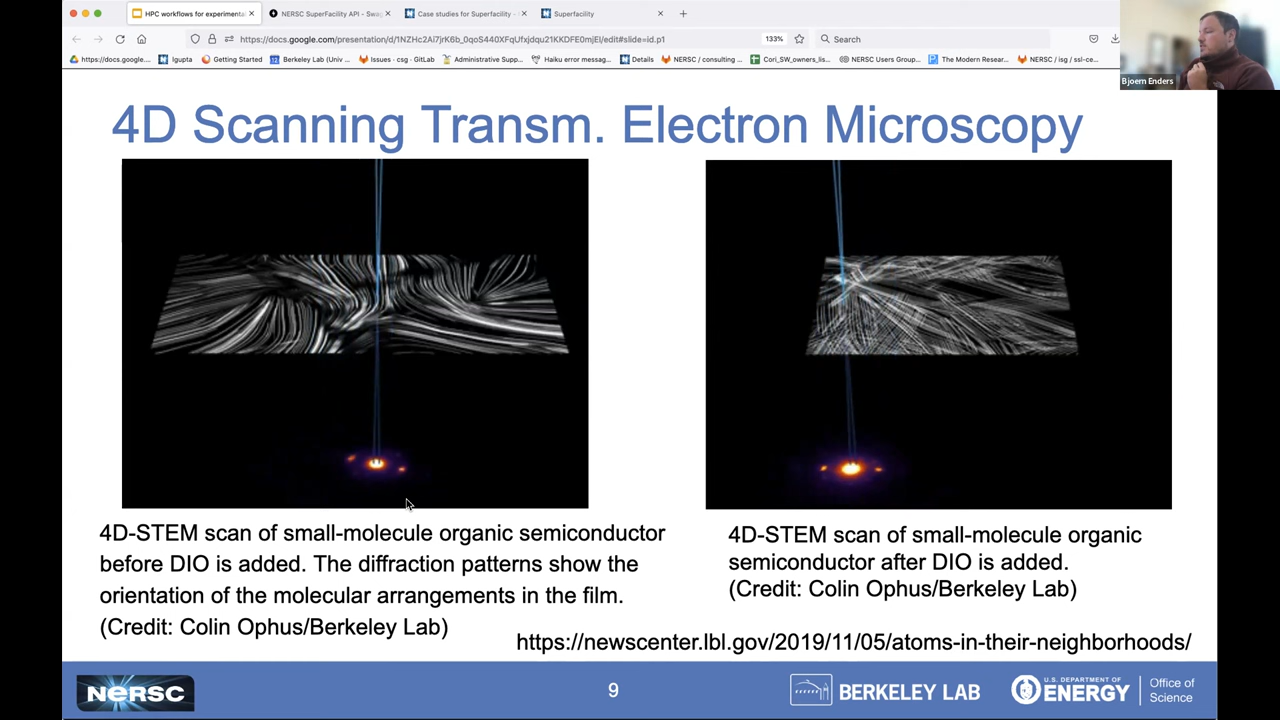 HPC workflows for experimenta
NERSC SuperFacility API - Swa
Case studies for Superfacility -
Superfacility
https://docs.google.com/presentation/d/1NZHc2Al7jrK6b_0qoS440XFqUfxjdqu21KKDFE0mjEI/edit#slide=id.p1
133%
Search
https://docs.google....
lgupta
Getting Started
Berkeley Lab (Univ ...
Issues · csg · GitLab
Administrative Supp...
Haiku error messag...
Details
NERSC / consulting ...
Cori_SW_owners_lis...
NERSC Users Group...
The Modern Resear...
NERSC / isg / ssl-ce...
Bjoern Enders
4D Scanning Transm. Electron Microscopy
4D-STEM scan of small-molecule organic semiconductor
before DIO is added. The diffraction patterns show the
orientation of the molecular arrangements in the film.
(Credit: Colin Ophus/Berkeley Lab)
4D-STEM scan of small-molecule organic
semiconductor after DIO is added.
(Credit: Colin Ophus/Berkeley Lab)
https://newscenter.lbl.gov/2019/11/05/atoms-in-their-neighborhoods/
NERSC
9
BERKELEY LAB
U.S. DEPARTMENT OF
ENERGY
Office of
Science